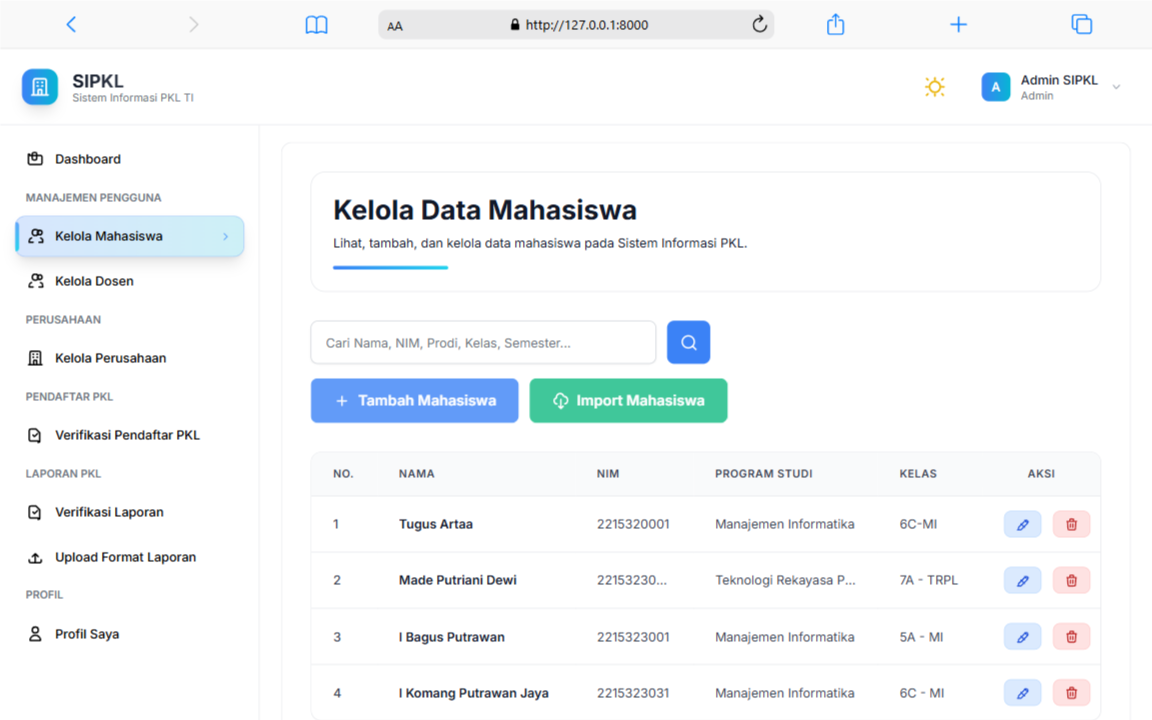 AA http://127.0.0.1:8000
SIPKL
Sistem Informasi PKL TI
A
Admin SIPKL
Admin
Dashboard
MANAJEMEN PENGGUNA
Kelola Mahasiswa
Kelola Dosen
PERUSAHAAN
Kelola Perusahaan
PENDAFTAR PKL
Verifikasi Pendaftar PKL
LAPORAN PKL
Verifikasi Laporan
Upload Format Laporan
PROFIL
Profil Saya
Kelola Data Mahasiswa
Lihat, tambah, dan kelola data mahasiswa pada Sistem Informasi PKL.
Cari Nama, NIM, Prodi, Kelas, Semester...
+ Tambah Mahasiswa
Import Mahasiswa
NO. NAMA NIM PROGRAM STUDI KELAS AKSI
1 Tugus Artaa 2215320001 Manajemen Informatika 6C-MI
2 Made Putriani Dewi 22153230... Teknologi Rekayasa P... 7A - TRPL
3 I Bagus Putrawan 2215323001 Manajemen Informatika 5A - MI
4 I Komang Putrawan Jaya 2215323031 Manajemen Informatika 6C - MI